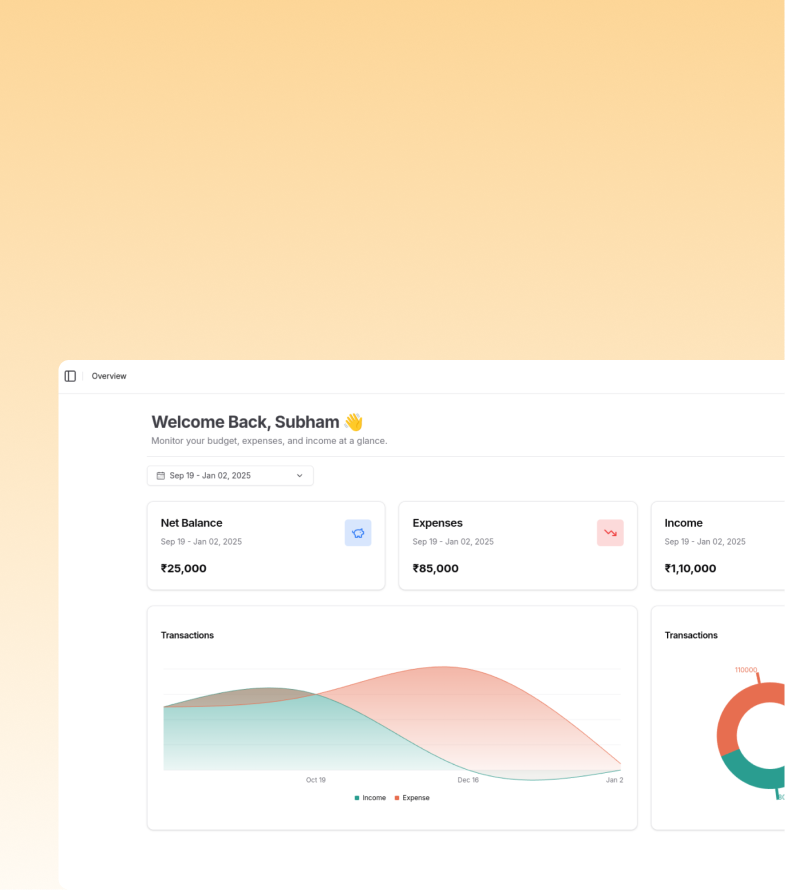 Overview
Welcome Back, Subham 👋
Monitor your budget, expenses, and income at a glance.
Sep 19 - Jan 02, 2025
Net Balance
Sep 19 - Jan 02, 2025
₹25,000
Expenses
Sep 19 - Jan 02, 2025
₹85,000
Income
Sep 19 - Jan 02, 2025
₹1,10,000
Transactions
Oct 19
Dec 16
Jan 2
Income
Expense
Transactions
110000